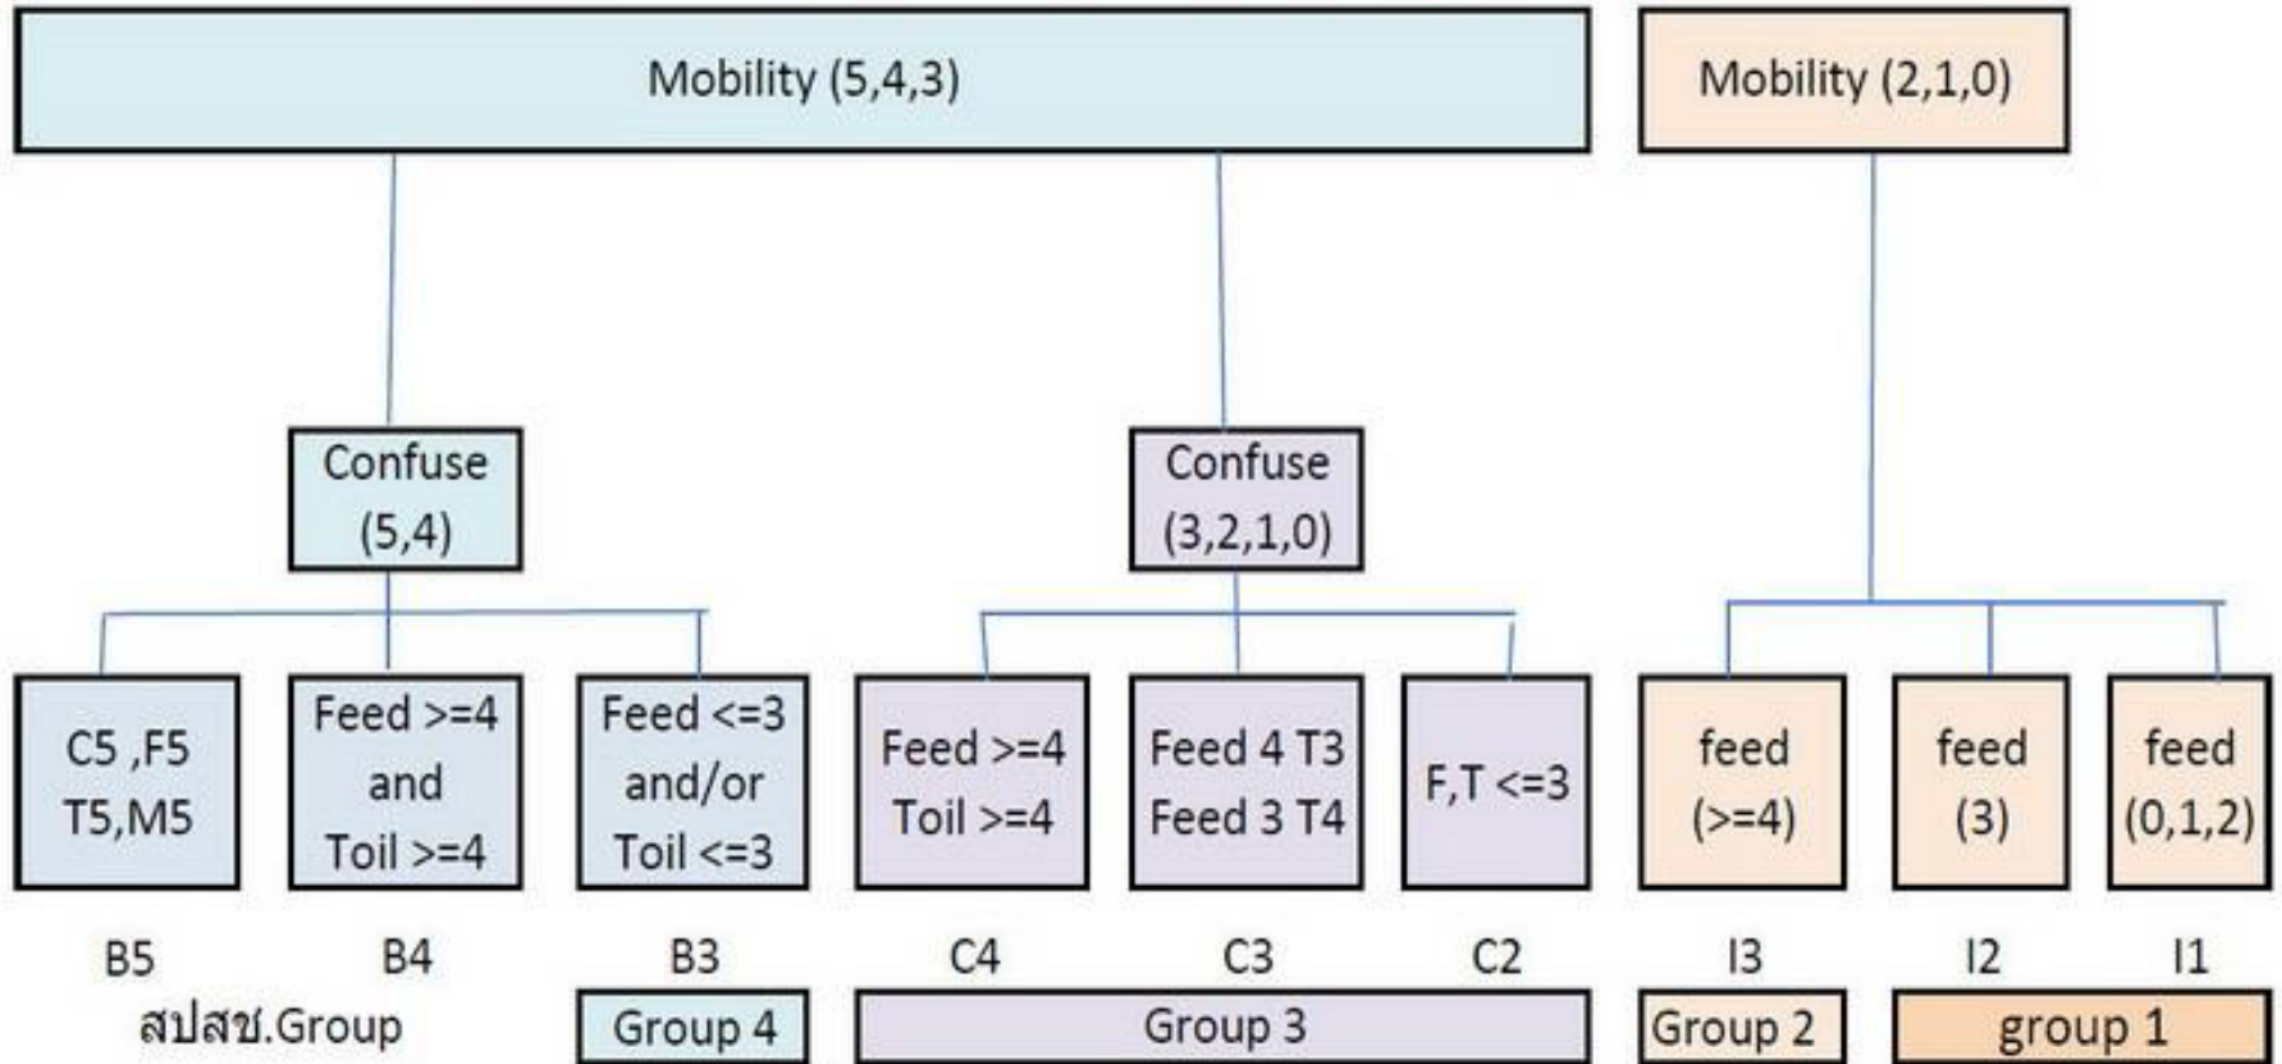 Mobility (5,4,3)
Mobility (2,1,0)
Confuse
(5,4)
Confuse
(3,2,1,0)
C5 ,F5
T5,M5
Feed >=4
and
Toil >=4
Feed <=3
and/or
Toil <=3
Feed >=4
Toil >=4
Feed 4 T3
Feed 3 T4
F,T <=3
feed
(>=4)
feed
(3)
feed
(0,1,2)
B5
B4
B3
C4
C3
C2
I3
I2
I1
สปสช.Group
Group 4
Group 3
Group 2
group 1